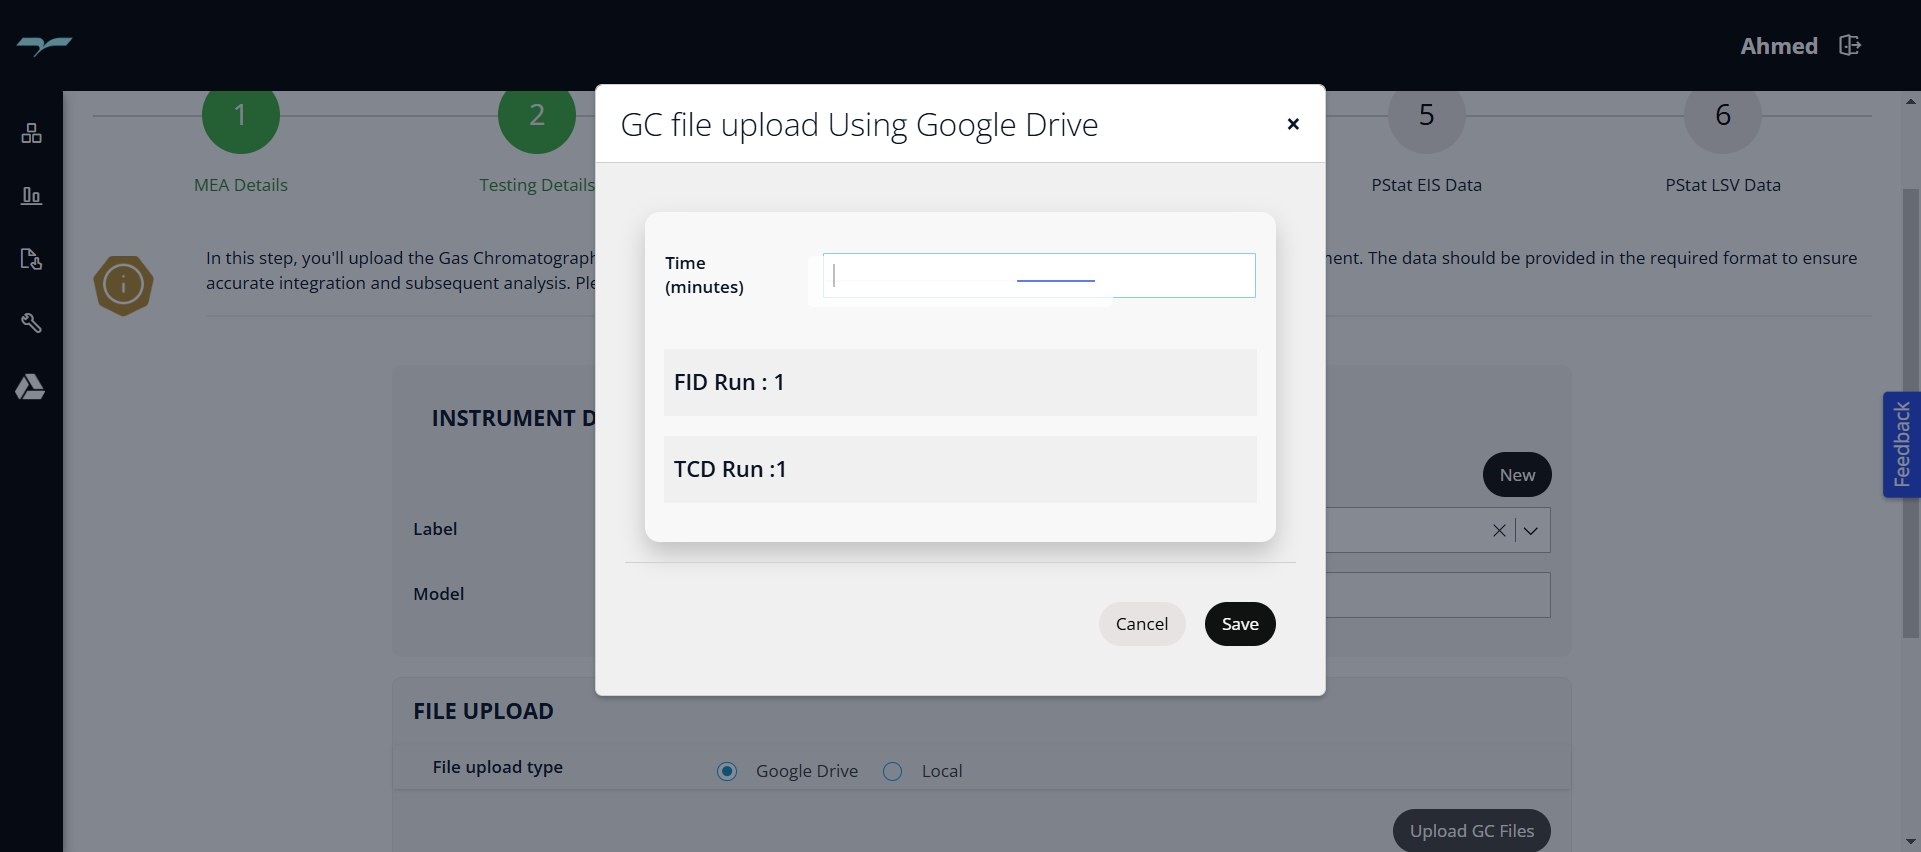 Ahmed
1
2
5
6
MEA Details
Testing Details
PStat EIS Data
PStat LSV Data
In this step, you'll upload the Gas Chromatograph
nent. The data should be provided in the required format to ensure
accurate integration and subsequent analysis. Ple
GC file upload Using Google Drive
Time
(minutes)
FID Run : 1
TCD Run :1
Cancel
Save
INSTRUMENT D
New
Label
Model
FILE UPLOAD
File upload type
Google Drive
Local
Upload GC Files
Feedback